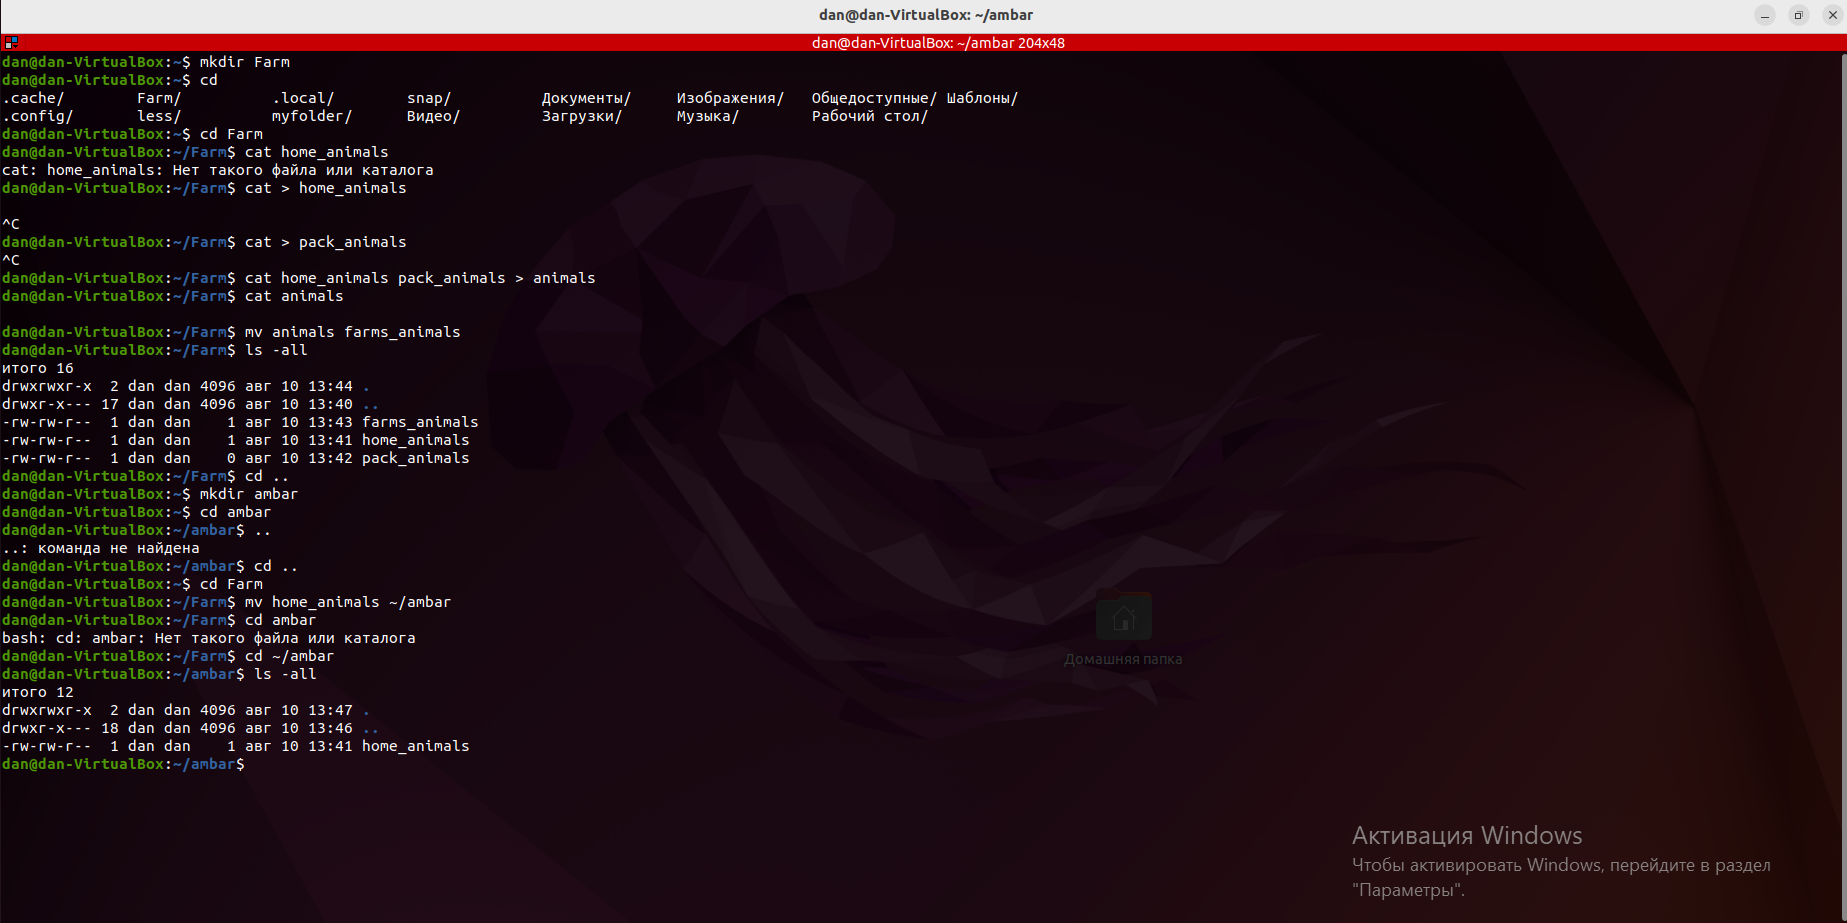 dan@dan-VirtualBox: ~/ambar
dan@dan-VirtualBox: ~/ambar 204x48
dan@dan-VirtualBox:~$ mkdir Farm
dan@dan-VirtualBox:~$ cd
.cache/ Farm/ .local/ snap/ Документы/ Изображения/ Общедоступные/ Шаблоны/
.config/ less/ myfolder/ Видео/ Загрузки/ Музыка/ Рабочий стол/
dan@dan-VirtualBox:~$ cd Farm
dan@dan-VirtualBox:~/Farm$ cat home_animals
cat: home_animals: Нет такого файла или каталога
dan@dan-VirtualBox:~/Farm$ cat > home_animals
^C
dan@dan-VirtualBox:~/Farm$ cat > pack_animals
^C
dan@dan-VirtualBox:~/Farm$ cat home_animals pack_animals > animals
dan@dan-VirtualBox:~/Farm$ cat animals
dan@dan-VirtualBox:~/Farm$ mv animals farms_animals
dan@dan-VirtualBox:~/Farm$ ls -all
итого 16
drwxrwxr-x 2 dan dan 4096 авг 10 13:44 .
drwxr-x--- 17 dan dan 4096 авг 10 13:40 ..
-rw-rw-r-- 1 dan dan 1 авг 10 13:43 farms_animals
-rw-rw-r-- 1 dan dan 1 авг 10 13:41 home_animals
-rw-rw-r-- 1 dan dan 0 авг 10 13:42 pack_animals
dan@dan-VirtualBox:~/Farm$ cd ..
dan@dan-VirtualBox:~$ mkdir ambar
dan@dan-VirtualBox:~$ cd ambar
dan@dan-VirtualBox:~/ambar$ ..
..: команда не найдена
dan@dan-VirtualBox:~/ambar$ cd ..
dan@dan-VirtualBox:~$ cd Farm
dan@dan-VirtualBox:~/Farm$ mv home_animals ~/ambar
dan@dan-VirtualBox:~/Farm$ cd ambar
bash: cd: ambar: Нет такого файла или каталога
dan@dan-VirtualBox:~/Farm$ cd ~/ambar
dan@dan-VirtualBox:~/ambar$ ls -all
итого 12
drwxrwxr-x 2 dan dan 4096 авг 10 13:47 .
drwxr-x--- 18 dan dan 4096 авг 10 13:46 ..
-rw-rw-r-- 1 dan dan 1 авг 10 13:41 home_animals
dan@dan-VirtualBox:~/ambar$
Домашняя папка
Активация Windows
Чтобы активировать Windows, перейдите в раздел
"Параметры".